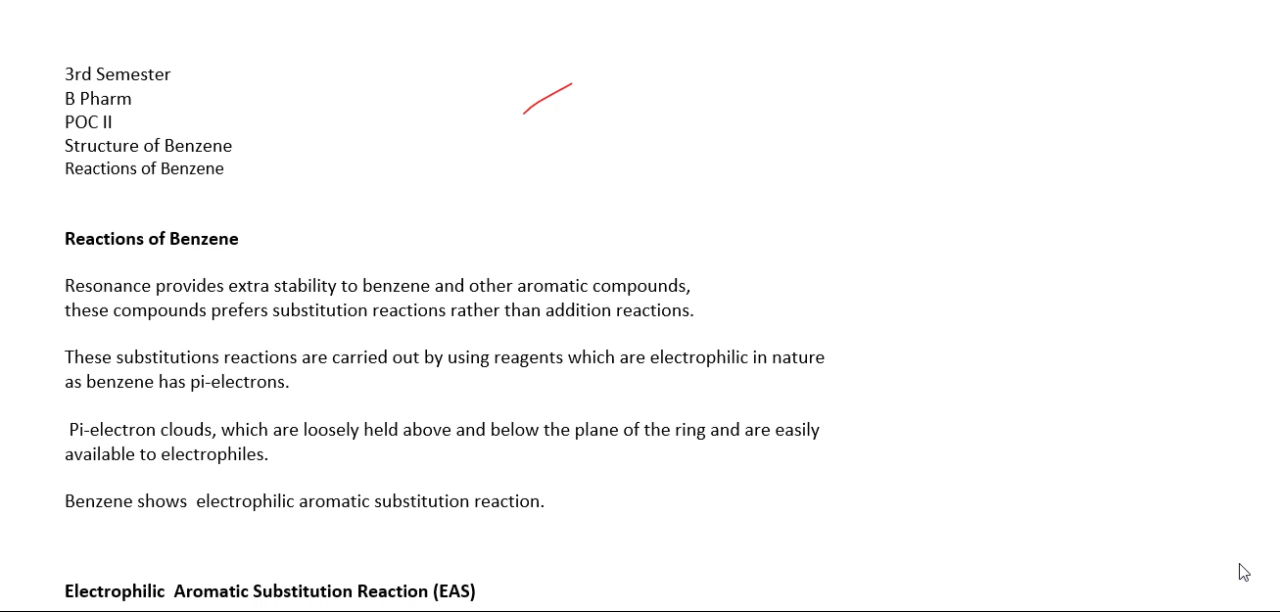 3rd Semester
B Pharm
POC II
Structure of Benzene
Reactions of Benzene
Reactions of Benzene
Resonance provides extra stability to benzene and other aromatic compounds,
these compounds prefers substitution reactions rather than addition reactions.
These substitutions reactions are carried out by using reagents which are electrophilic in nature
as benzene has pi-electrons.
Pi-electron clouds, which are loosely held above and below the plane of the ring and are easily
available to electrophiles.
Benzene shows  electrophilic aromatic substitution reaction.
Electrophilic  Aromatic Substitution Reaction (EAS)